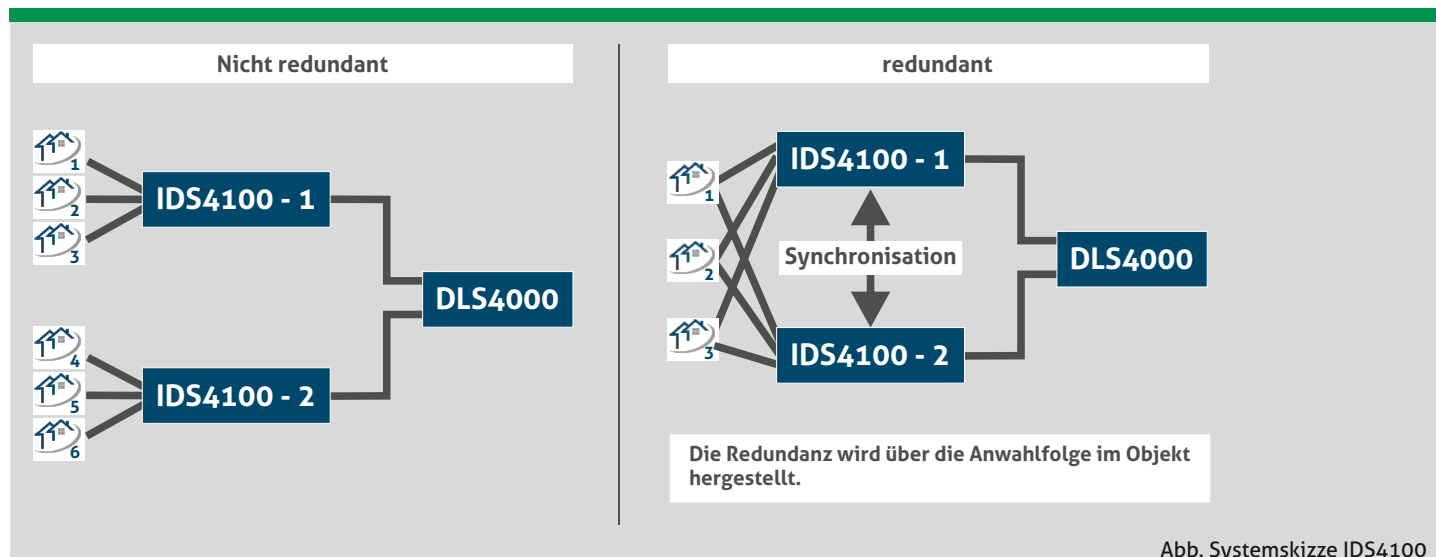 Nicht redundant
1
2
3
IDS4100 - 1
4
5
6
IDS4100 - 2
DLS4000
redundant
1
2
3
IDS4100 - 1
Synchronisation
IDS4100 - 2
DLS4000
Die Redundanz wird über die Anwahlfolge im Objekt
hergestellt.
Abb. Systemskizze IDS4100